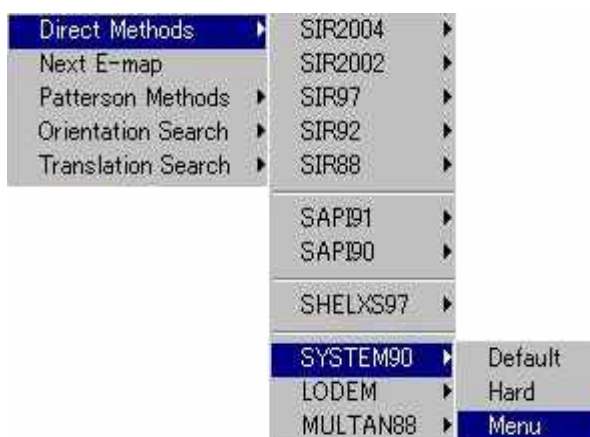 Direct Methods
Next E-map
Patterson Methods
Orientation Search
Translation Search
SIR2004
SIR2002
SIR97
SIR92
SIR88
SAPI91
SAPI90
SHELXS97
SYSTEM90
LODEM
MULTAN88
Default
Hard
Menu